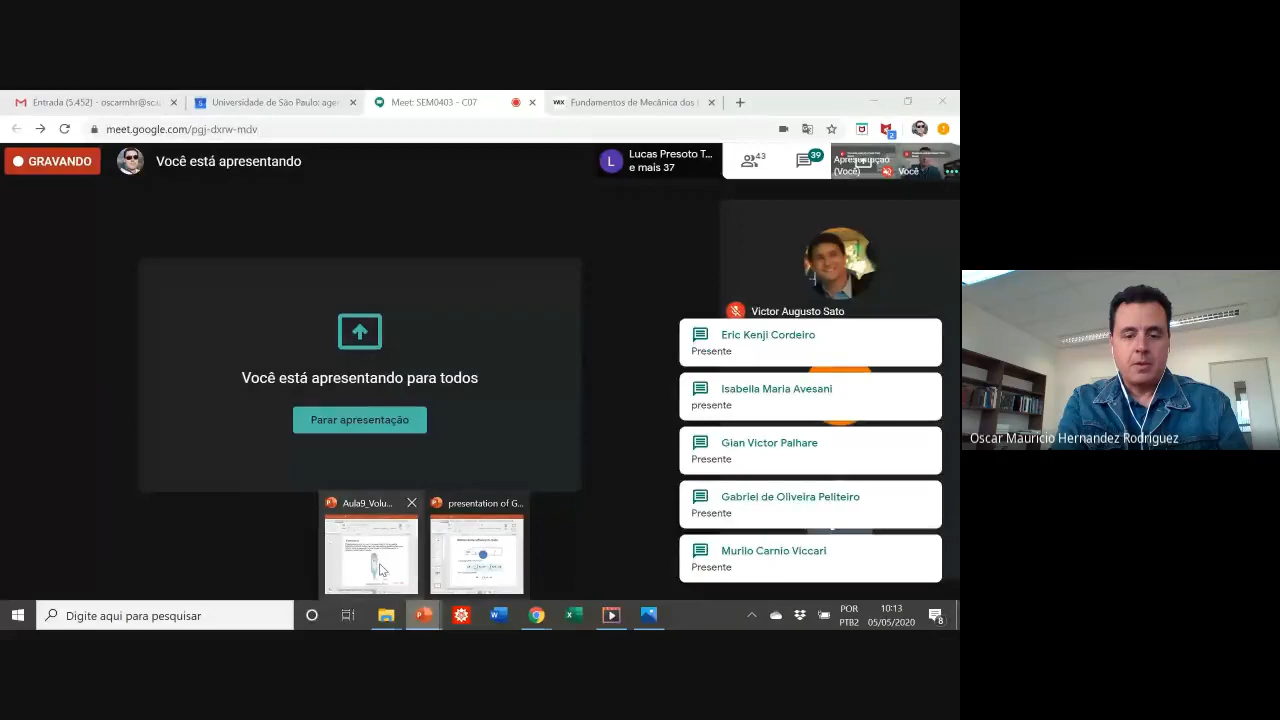 Entrada (5.452) - oscarmhr@sc.u
Universidade de São Paulo: age
Meet: SEM0403 - C07
WIX
Fundamentos de Mecânica dos
meet.google.com/pgj-dxrw-mdv
2
GRAVANDO
Você está apresentando
L
Lucas Presoto T...
e mais 37
43
39
Apresentação
(Você)
Você
Victor Augusto Sato
Eric Kenji Cordeiro
Presente
Você está apresentando para todos
Isabella Maria Avesani
presente
Parar apresentação
Gian Victor Palhare
Presente
Oscar Mauricio Hernandez Rodriguez
Aula9_Volu...
presentation of G...
Gabriel de Oliveira Peliteiro
Presente
Murilo Carnio Viccari
Presente
Digite aqui para pesquisar
POR
PTB2
10:13
05/05/2020
8